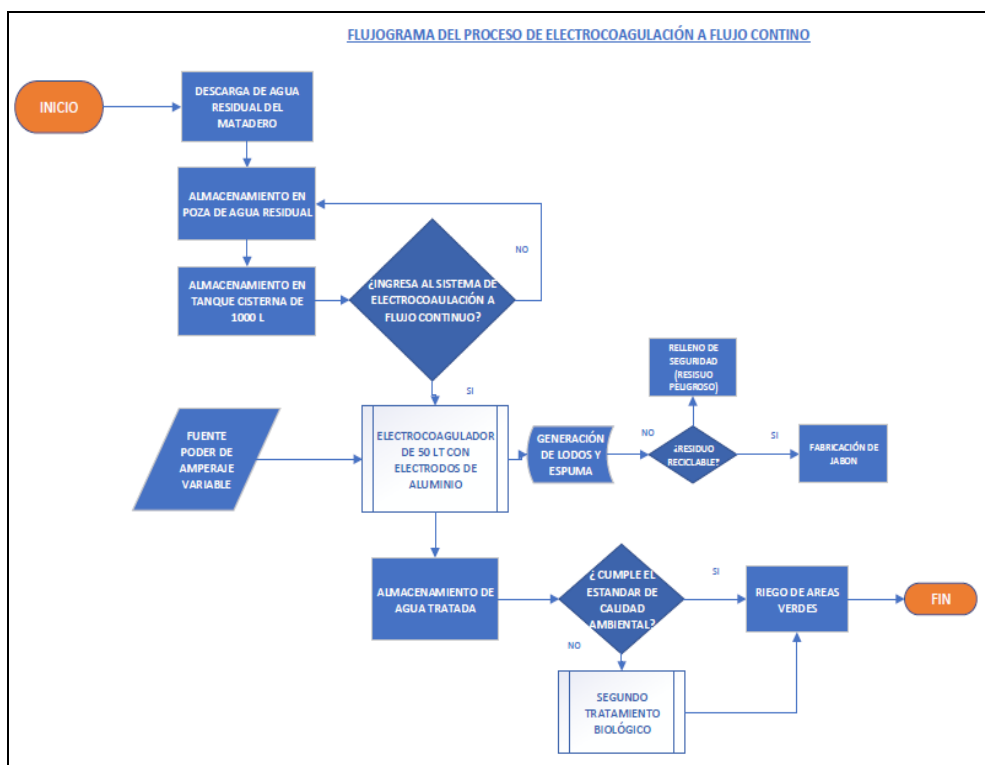 FLUJOGRAMA DEL PROCESO DE ELECTROCOAGULACIÓN A FLUJO CONTINO
INICIO
DESCARGA DE AGUA
RESIDUAL DEL
MATADERO
ALMACENAMIENTO EN
POZA DE AGUA RESIDUAL
ALMACENAMIENTO EN
TANQUE CISTERNA DE
1000 L
¿INGRESA AL SISTEMA DE
ELECTROCOAULACIÓN A
FLUJO CONTINUO?
NO
SI
FUENTE
PODER DE
AMPERAJE
VARIABLE
ELECTROCOAGULADOR
DE 50 LT CON
ELECTRODOS DE
ALUMINIO
GENERACIÓN
DE LODOS Y
ESPUMA
NO
¿RESIDUO
RECICLABLE?
SI
RELLENO DE
SEGURIDAD
(RESISUO
PELIGROSO)
FABRICACIÓN DE
JABON
ALMACENAMIENTO DE
AGUA TRATADA
¿ CUMPLE EL
ESTANDAR DE
CALIDAD
AMBIENTAL?
SI
NO
RIEGO DE AREAS
VERDES
FIN
SEGUNDO
TRATAMIENTO
BIOLÓGICO